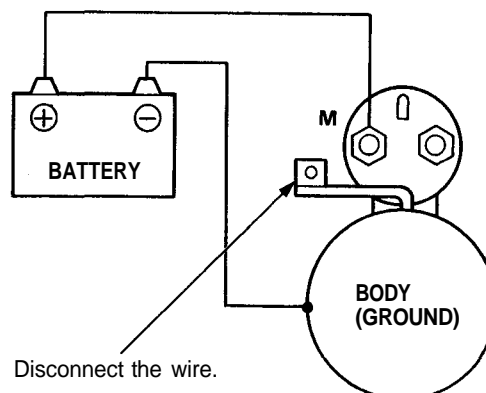 M
+
−
BATTERY
BODY
(GROUND)
Disconnect the wire.